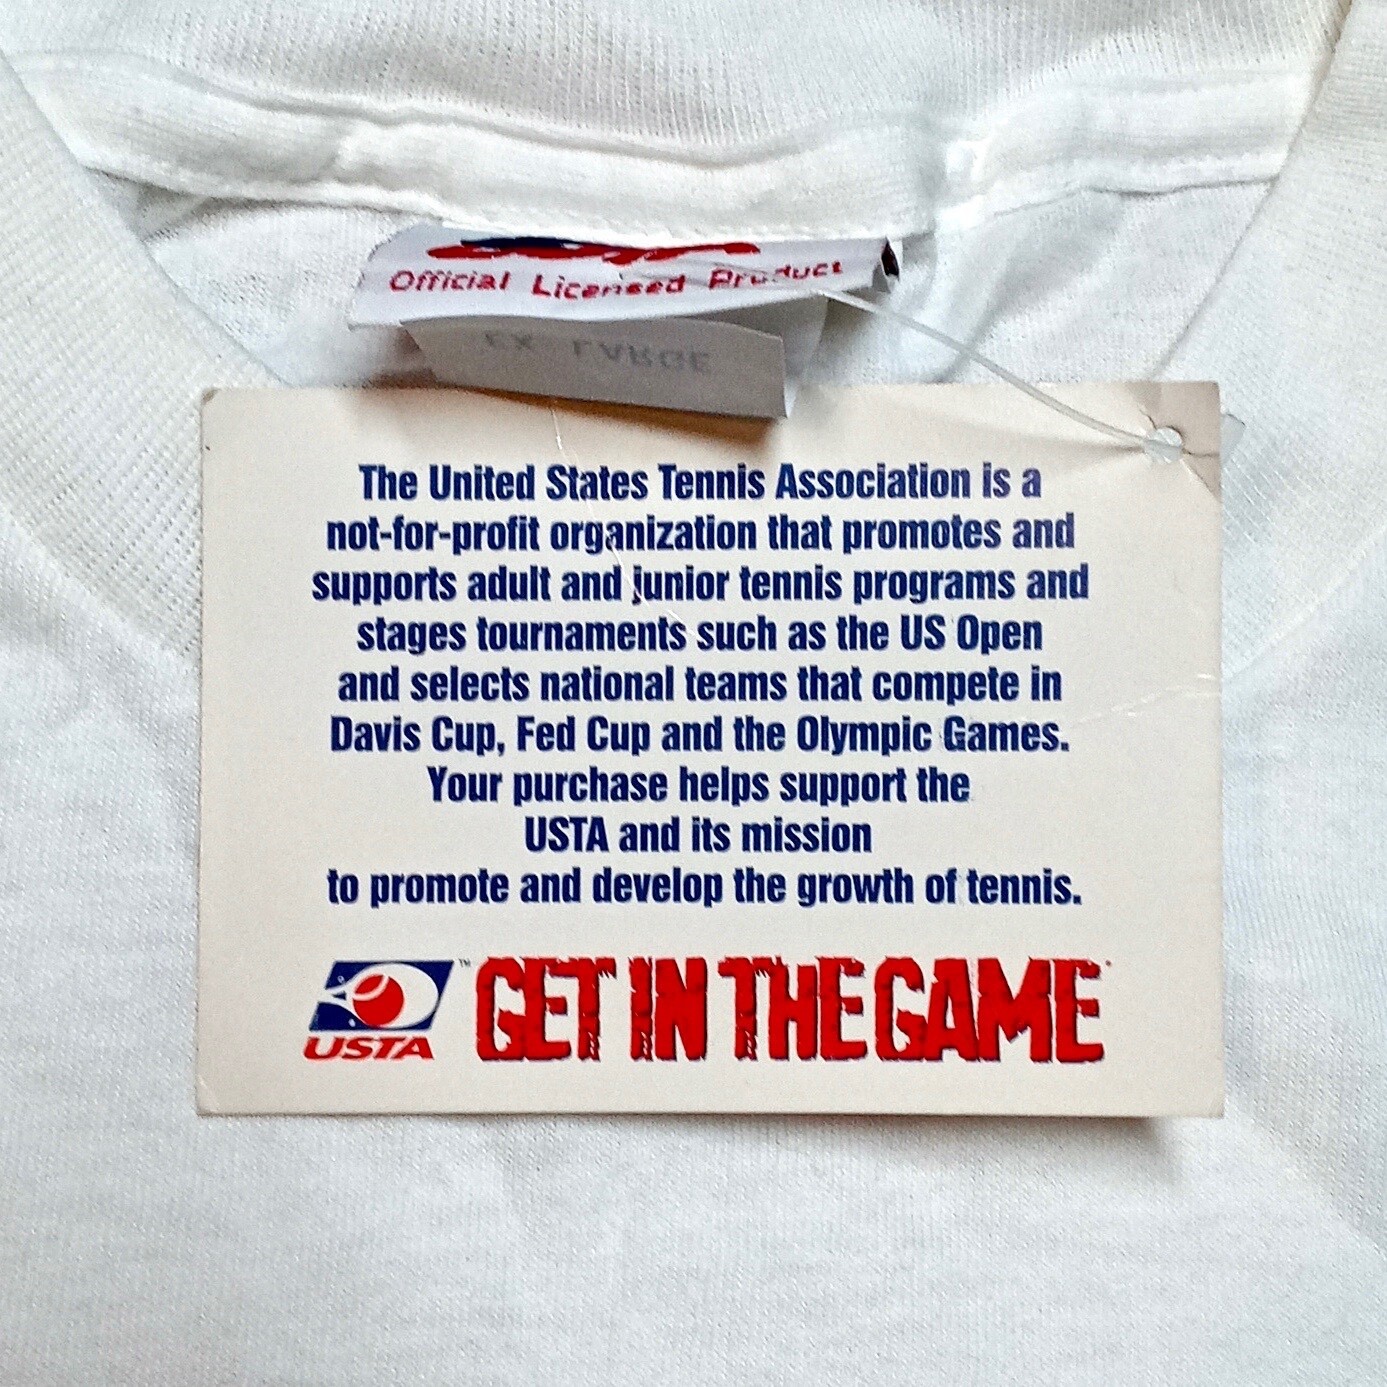 Official Licensed Product
EX LARGE
The United States Tennis Association is a
not-for-profit organization that promotes and
supports adult and junior tennis programs and
stages tournaments such as the US Open
and selects national teams that compete in
Davis Cup, Fed Cup and the Olympic Games.
Your purchase helps support the
USTA and its mission
to promote and develop the growth of tennis.
USTA ™ GET IN THE GAME